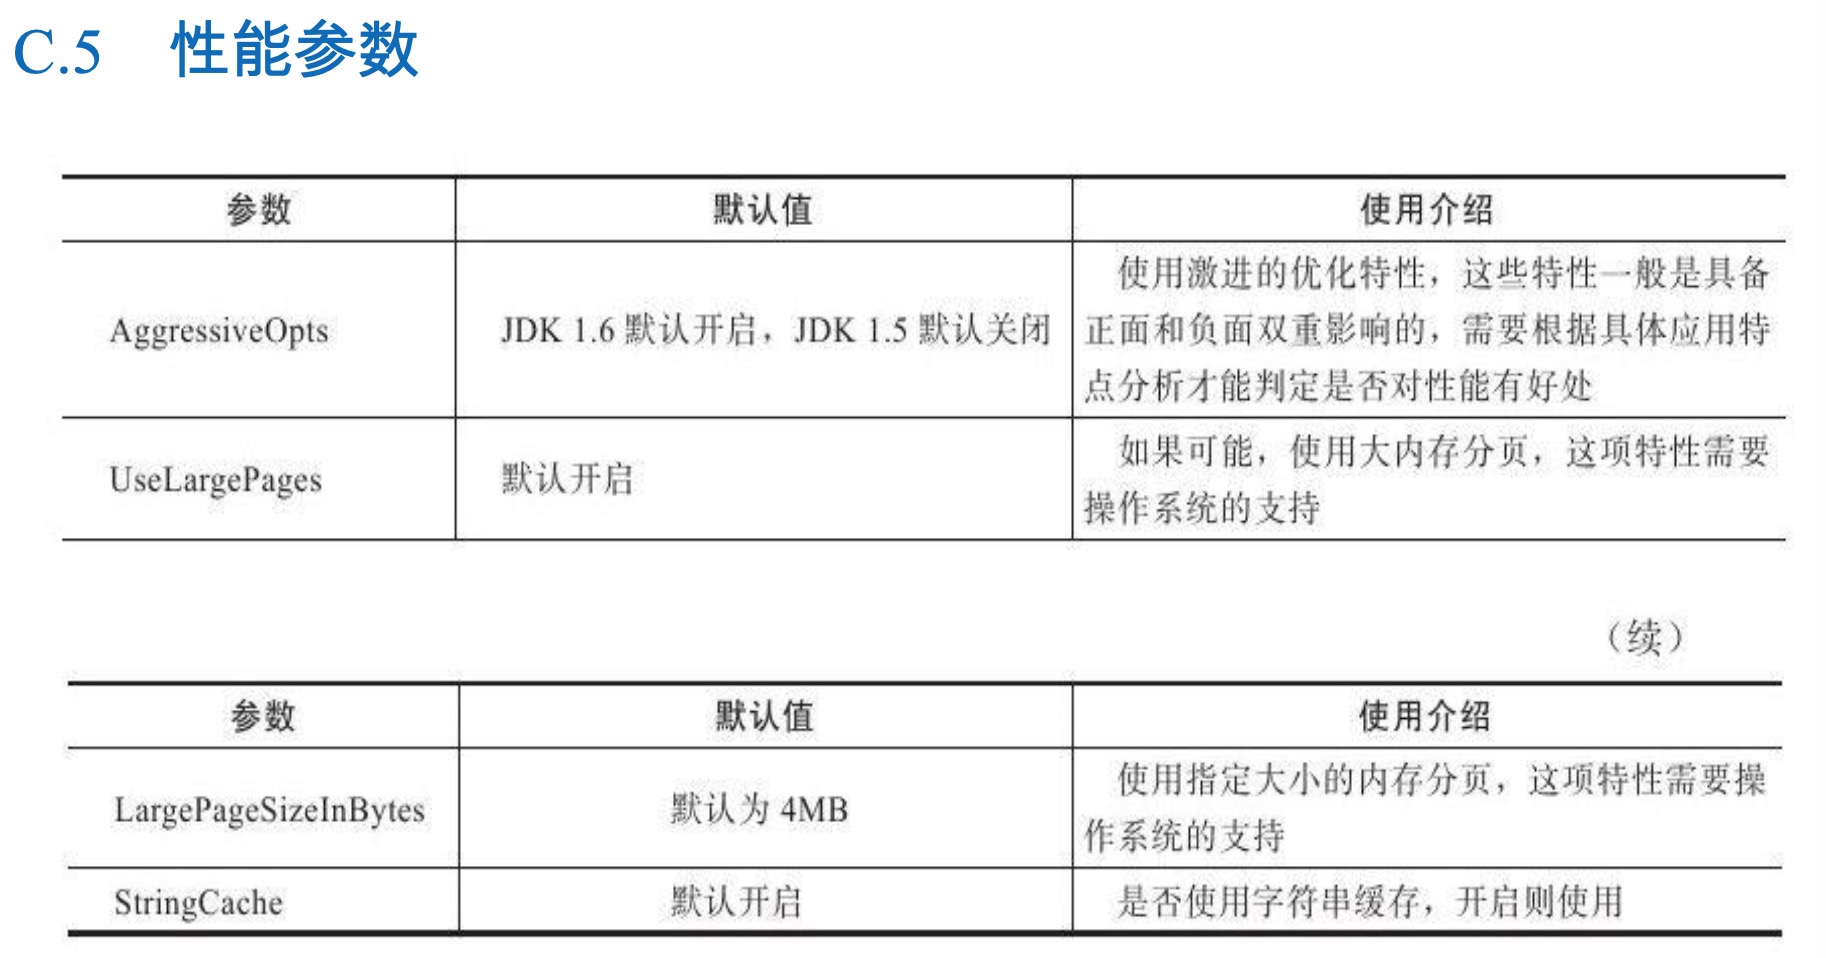 C.5 性能参数
参数 默认值 使用介绍
使用激进的优化特性，这些特性一般是具备
AggressiveOpts JDK 1.6 默认开启，JDK 1.5 默认关闭 正面和负面双重影响的，需要根据具体应用特
点分析才能判定是否对性能有好处
如果可能，使用大内存分页，这项特性需要
UseLargePages 默认开启
操作系统的支持
（续）
参数 默认值 使用介绍
使用指定大小的内存分页，这项特性需要操
LargePageSizeInBytes 默认为 4MB
作系统的支持
StringCache 默认开启 是否使用字符串缓存，开启则使用